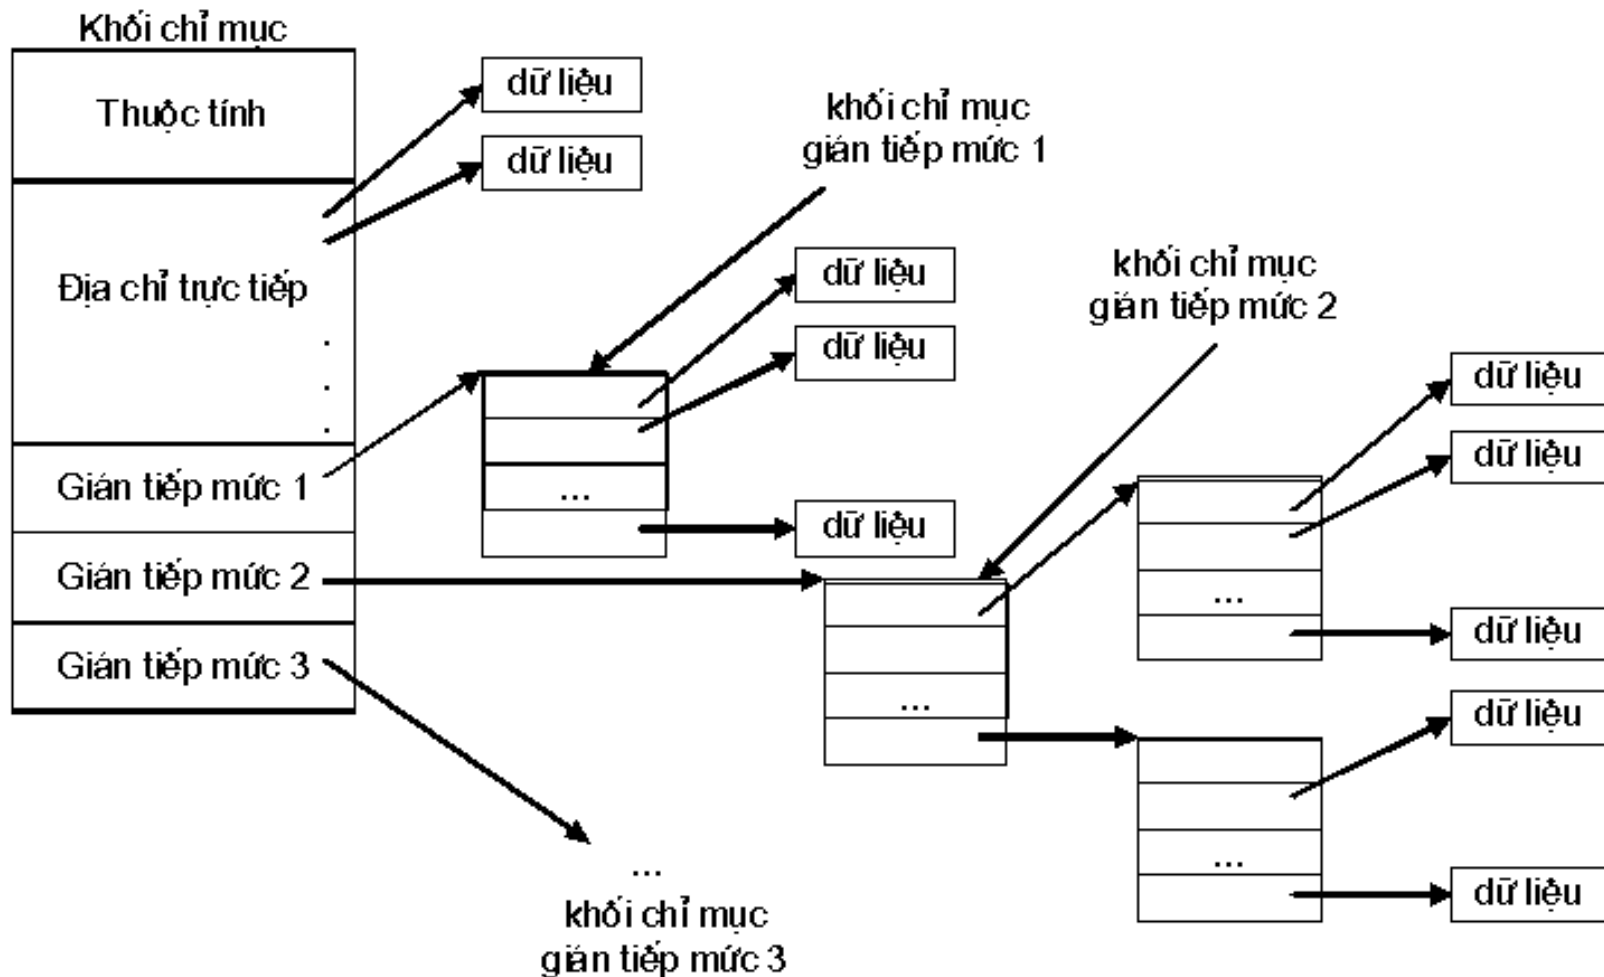 Khối chỉ mục
Thuộc tính
Địa chỉ trực tiếp
.
.
.
Gián tiếp mức 1
Gián tiếp mức 2
Gián tiếp mức 3
dữ liệu
dữ liệu
khối chỉ mục
gián tiếp mức 1
dữ liệu
dữ liệu
...
dữ liệu
khối chỉ mục
gián tiếp mức 2
...
dữ liệu
dữ liệu
...
dữ liệu
dữ liệu
...
dữ liệu
...
khối chỉ mục
gián tiếp mức 3